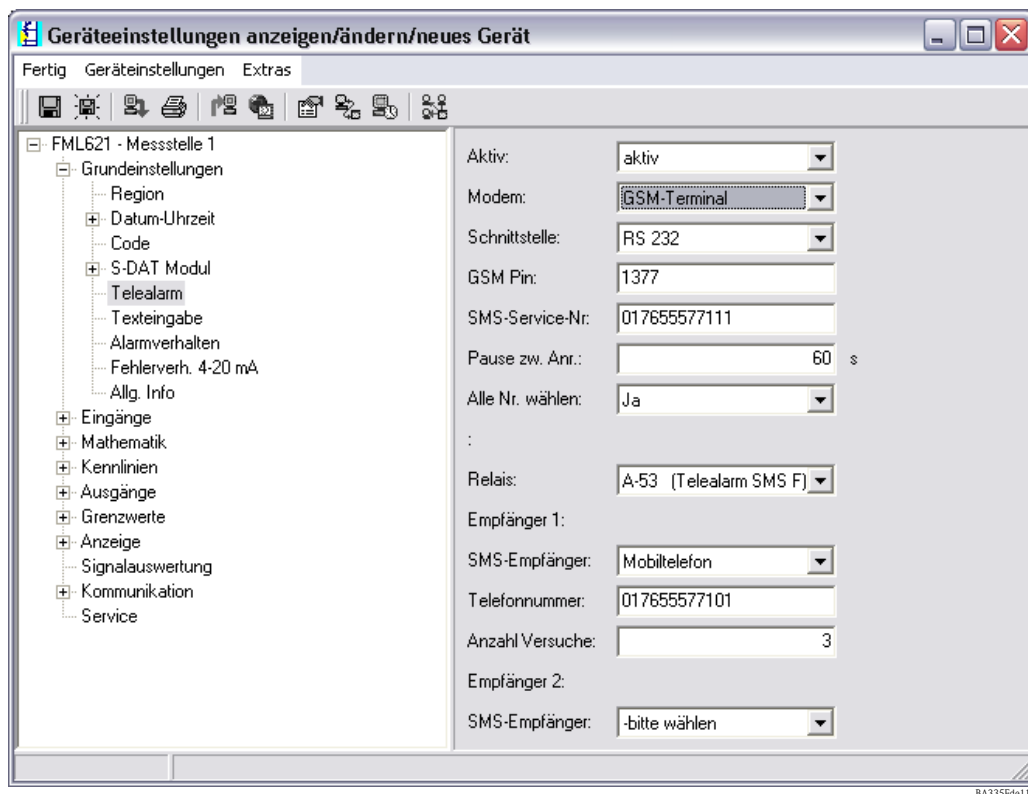 Geräteeinstellungen anzeigen/ändern/neues Gerät
Fertig Geräteinstellungen Extras
FML621 - Messstelle 1
Grundeinstellungen
Region
Datum-Uhrzeit
Code
S-DAT Modul
Telealarm
Texteingabe
Alarmverhalten
Fehlerverh. 4-20 mA
Allg. Info
Eingänge
Mathematik
Kennlinien
Ausgänge
Grenzwerte
Anzeige
Signalauswertung
Kommunikation
Service
Aktiv: aktiv
Modem: GSM-Terminal
Schnittstelle: RS 232
GSM Pin: 1377
SMS-Service-Nr: 017655577111
Pause zw. Anr.: 60 s
Alle Nr. wählen: Ja
:
Relais: A-53 (Telealarm SMS F)
Empfänger 1:
SMS-Empfänger: Mobiltelefon
Telefonnummer: 017655577101
Anzahl Versuche: 3
Empfänger 2:
SMS-Empfänger: -bitte wählen
BA335Fde11